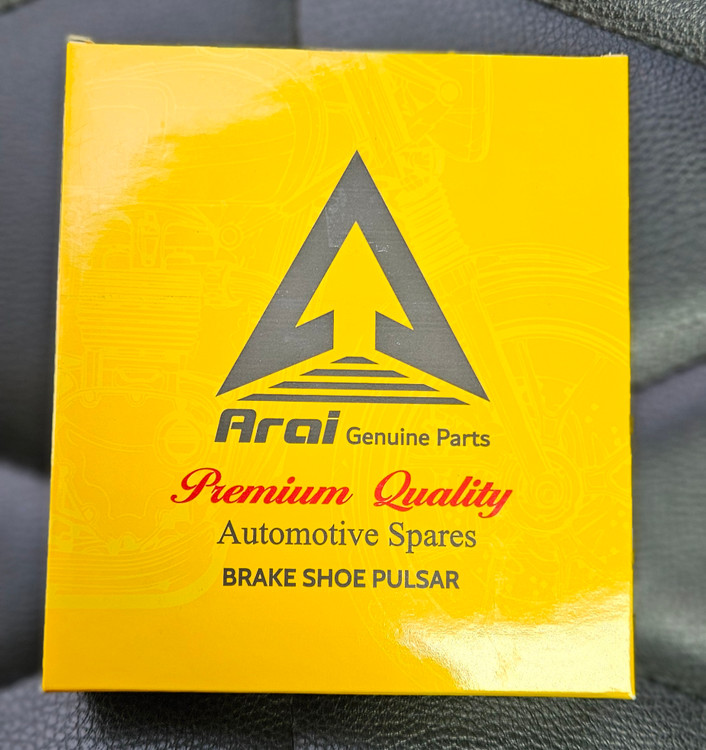 Arai Genuine Parts
Premium Quality
Automotive Spares
BRAKE SHOE PULSAR